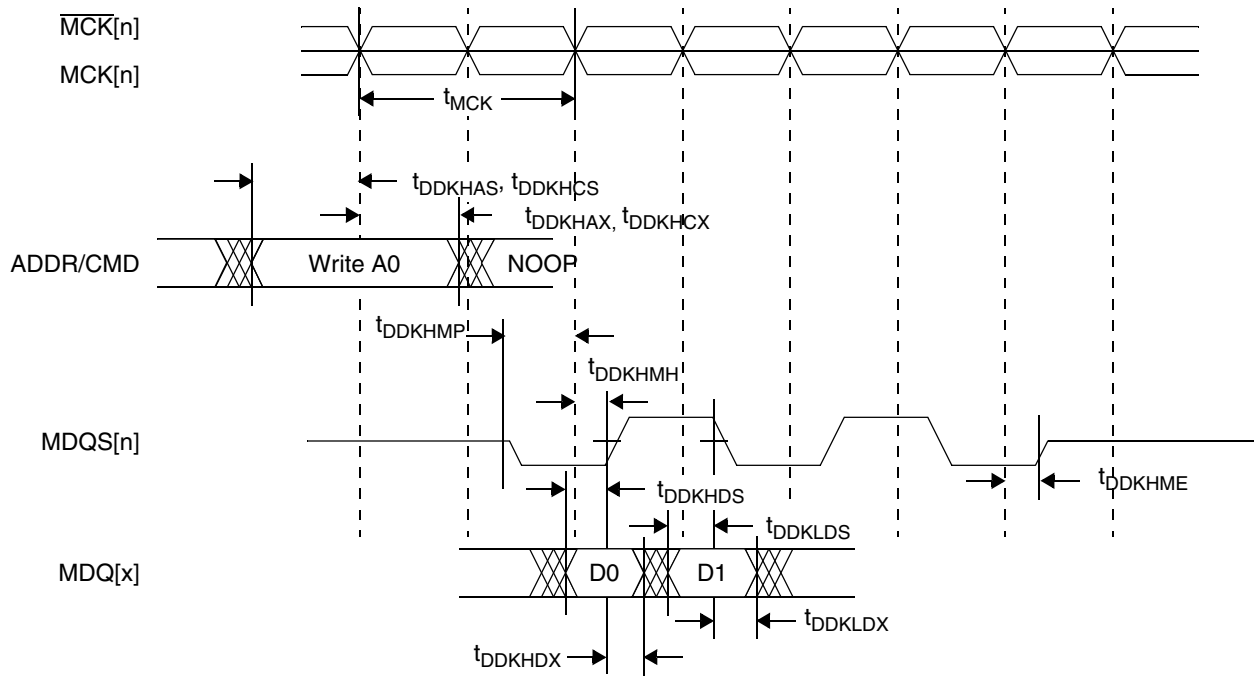 MCK[n]
MCK[n]
tMCK
tDDKHAS, tDDKHCS
tDDKHAX, tDDKHCX
ADDR/CMD
Write A0
NOOP
tDDKHMP
tDDKHMH
MDQS[n]
tDDKHME
tDDKHDS
tDDKLDS
MDQ[x]
D0
D1
tDDKLDX
tDDKHDX